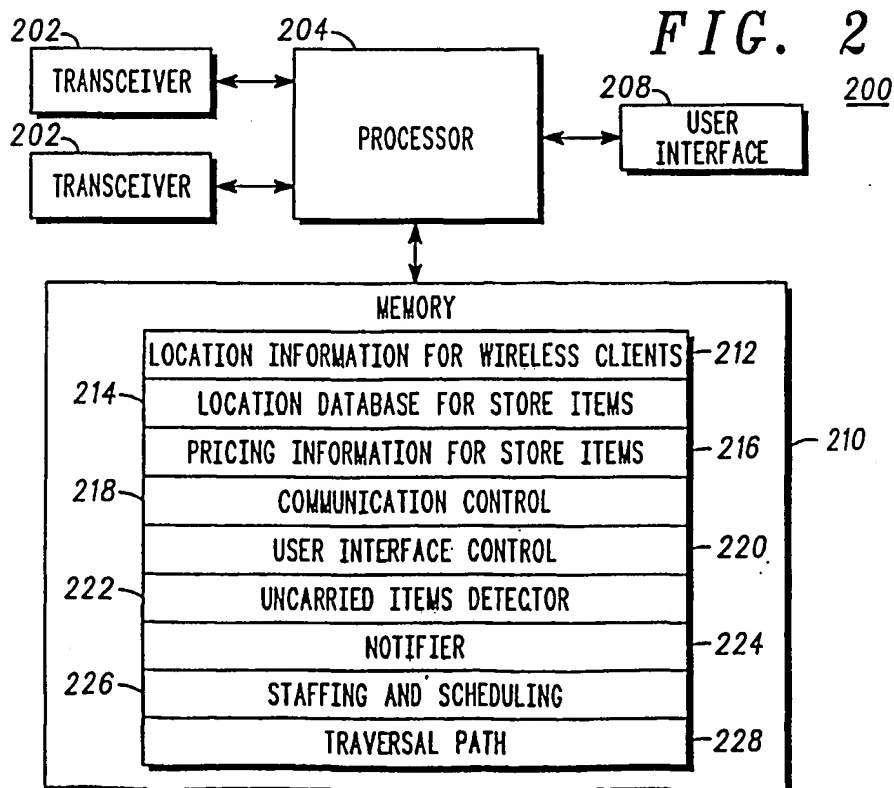 FIG. 2
200
202
TRANSCEIVER
202
TRANSCEIVER
204
PROCESSOR
208
USER
INTERFACE
MEMORY
210
LOCATION INFORMATION FOR WIRELESS CLIENTS
212
214
LOCATION DATABASE FOR STORE ITEMS
PRICING INFORMATION FOR STORE ITEMS
216
218
COMMUNICATION CONTROL
USER INTERFACE CONTROL
220
222
UNCARRIED ITEMS DETECTOR
NOTIFIER
224
226
STAFFING AND SCHEDULING
TRAVERSAL PATH
228